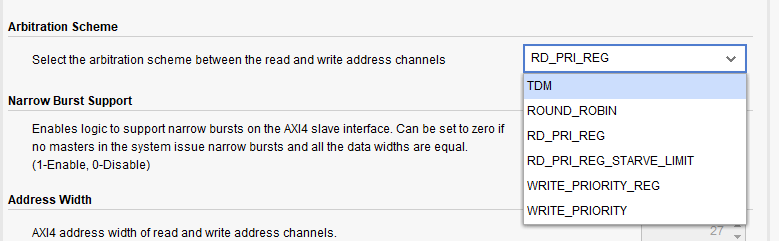 Arbitration Scheme
Select the arbitration scheme between the read and write address channels
RD_PRI_REG
TDM
ROUND_ROBIN
RD_PRI_REG
RD_PRI_REG_STARVE_LIMIT
WRITE_PRIORITY_REG
WRITE_PRIORITY
Narrow Burst Support
Enables logic to support narrow bursts on the AXI4 slave interface. Can be set to zero if
no masters in the system issue narrow bursts and all the data widths are equal.
(1-Enable, 0-Disable)
Address Width
AXI4 address width of read and write address channels.
27